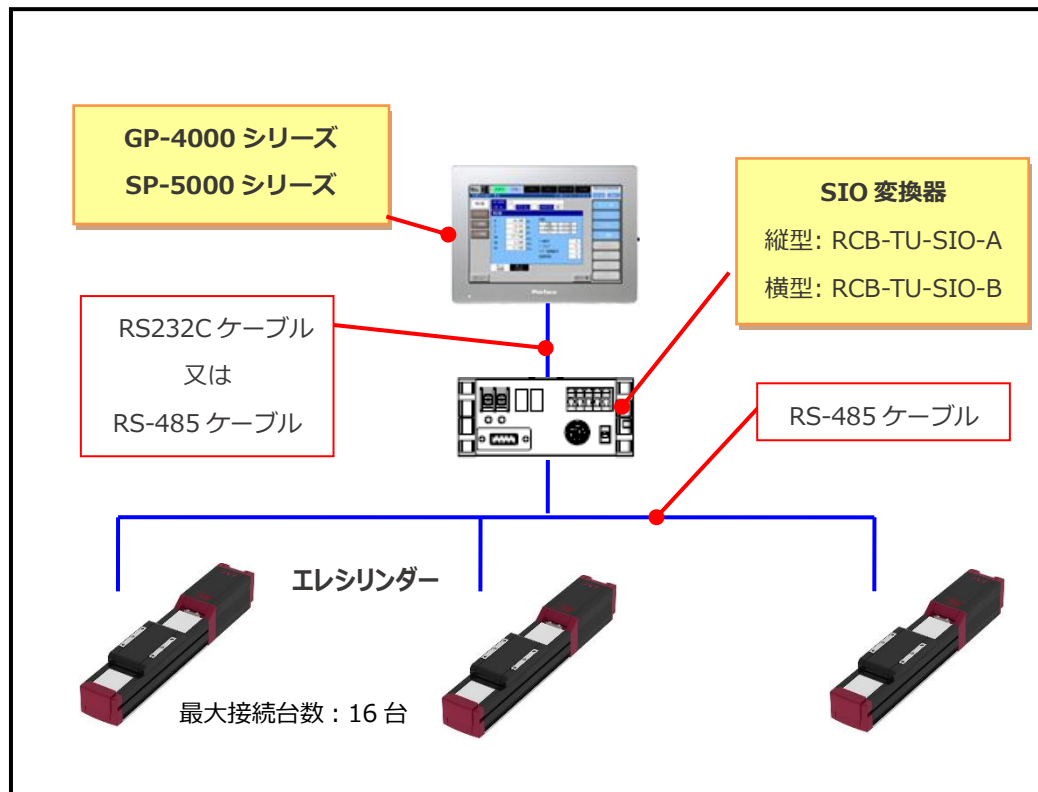 GP-4000 シリーズ
SP-5000 シリーズ
SIO 変換器
縦型: RCB-TU-SIO-A
横型: RCB-TU-SIO-B
RS232C ケーブル
又は
RS-485 ケーブル
RS-485 ケーブル
エレシリンダー
最大接続台数：16 台